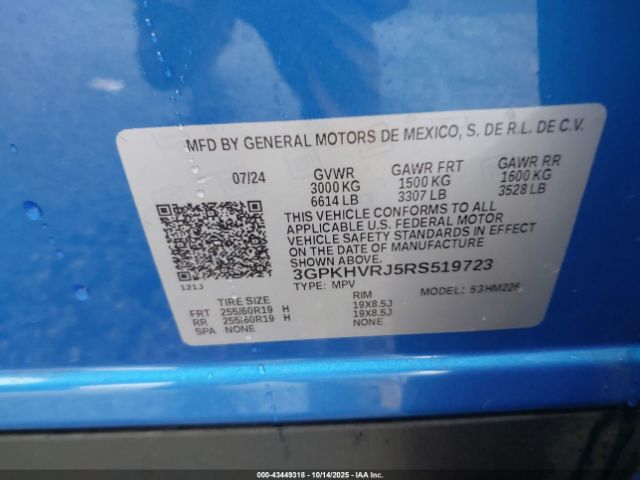 MFD BY GENERAL MOTORS DE MEXICO, S. DE R.L. DE C.V.
07/24 GVWR GAWR FRT GAWR RR
3000 KG 1500 KG 1600 KG
6614 LB 3307 LB 3528 LB
THIS VEHICLE CONFORMS TO ALL
APPLICABLE U.S. FEDERAL MOTOR
VEHICLE SAFETY STANDARDS IN EFFECT
ON THE DATE OF MANUFACTURE
SHOWN ABOVE.
3GPKHVRJ5RS519723
121J TYPE: MPV MODEL: 53HM226
TIRE SIZE RIM
FRT 255/60R19 H 19X8.5J
RR 255/60R19 H 19X8.5J
SPA NONE NONE
000-43449318 - 10/14/2025 - IAAI.com